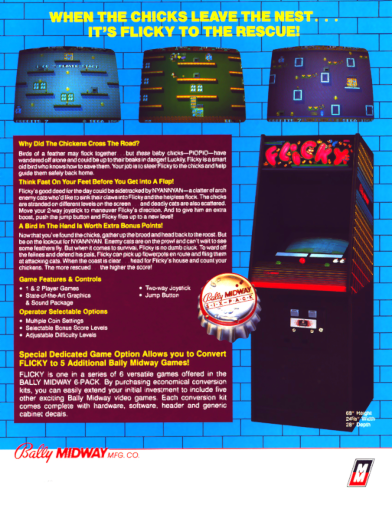 WHEN THE CHICKS LEAVE THE NEST. . .
IT'S FLICKY TO THE RESCUE!
Why Did The Chickens Cross The Road?
Birds of a feather may flock together but these baby chicks—PIOPIO—have
wandered off alone and could be up to their beaks in danger! Luckily, Flicky is a smart
old bird who knows how to save them. Your job is to steer Flicky to the chicks and help
guide them safely back home.
Think Fast On Your Feet Before You Get Into A Flap!
Flicky's good deed for the day could be sidetracked by NYANNYAN—a clatter of arch
enemy cats who'd like to sink their claws into Flicky and the helpless flock. The chicks
are stranded on different levels on the screen and deadly cats are also scattered.
Move your 2-way joystick to maneuver Flicky's direction. And to give him an extra
boost, push the jump button and Flicky flies up to a new level!
A Bird In The Hand Is Worth Extra Bonus Points!
Now that you've found the chicks, gather up the brood and head back to the roost. But
be on the lookout for NYANNYAN. Enemy cats are on the prowl and can't wait to see
some feathers fly. But when it comes to survival, Flicky is no dumb cluck. To ward off
the felines and defend his pals, Flicky can pick up flowerpots en route and fling them
at attacking cats. When the coast is clear head for Flicky's house and count your
chickens. The more rescued the higher the score!
Game Features & Controls
• 1 & 2 Player Games
• State-of-the-Art Graphics
& Sound Package
• Two-way Joystick
• Jump Button
Operator Selectable Options
• Multiple Coin Settings
• Selectable Bonus Score Levels
• Adjustable Difficulty Levels
Special Dedicated Game Option Allows you to Convert
FLICKY to 5 Additional Bally Midway Games!
FLICKY is one in a series of 6 versatile games offered in the
BALLY MIDWAY 6-PACK. By purchasing economical conversion
kits, you can easily extend your initial investment to include five
other exciting Bally Midway video games. Each conversion kit
comes complete with hardware, software, header and generic
cabinet decals.
FLICKY
Bally MIDWAY
SIX-PACK
68" Height
Width
28" Depth
Bally MIDWAY MFG. CO.